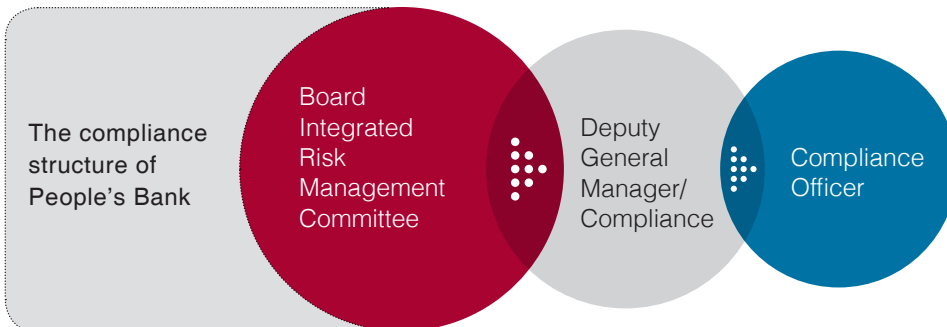 The compliance
structure of
People’s Bank
Board
Integrated
Risk
Management
Committee
Deputy
General
Manager/
Compliance
Compliance
Officer